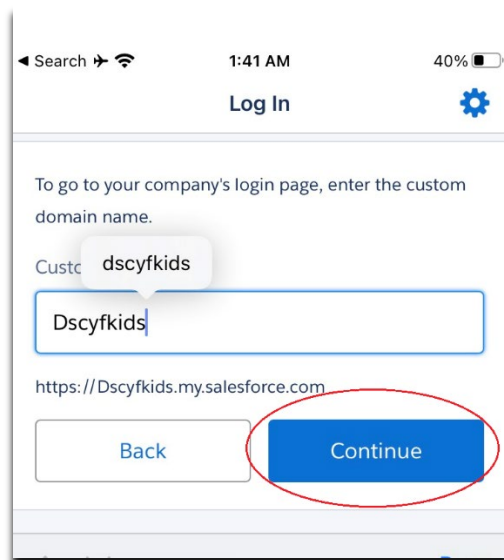 Search 1:41 AM 40%
Log In
To go to your company's login page, enter the custom
domain name.
Custo
dscyfkids
Dscyfkids
https://Dscyfkids.my.salesforce.com
Back Continue